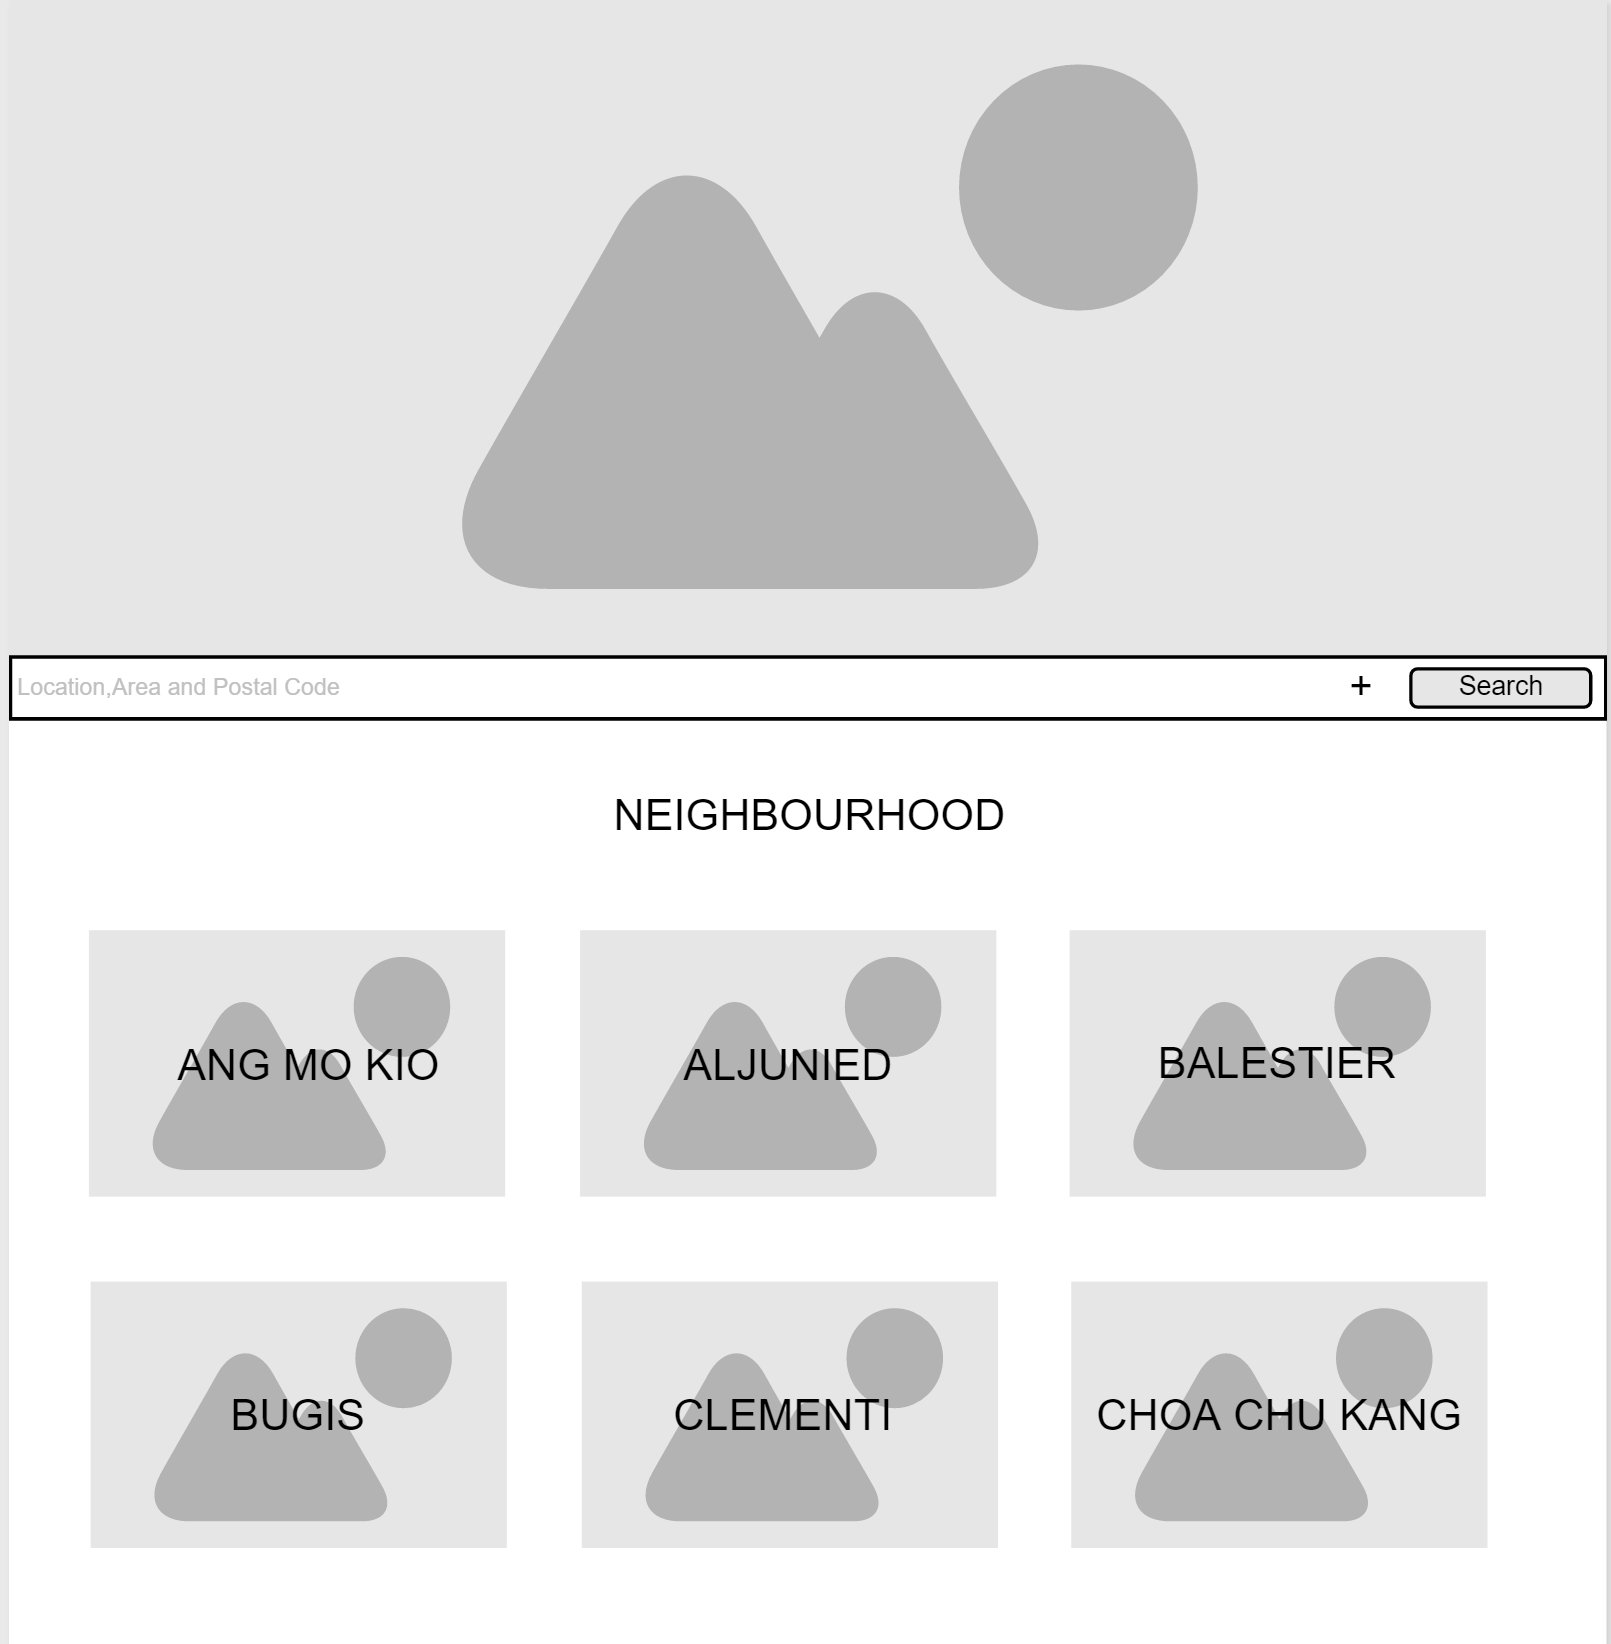 Location,Area and Postal Code + Search
NEIGHBOURHOOD
ANG MO KIO
ALJUNIED
BALESTIER
BUGIS
CLEMENTI
CHOA CHU KANG